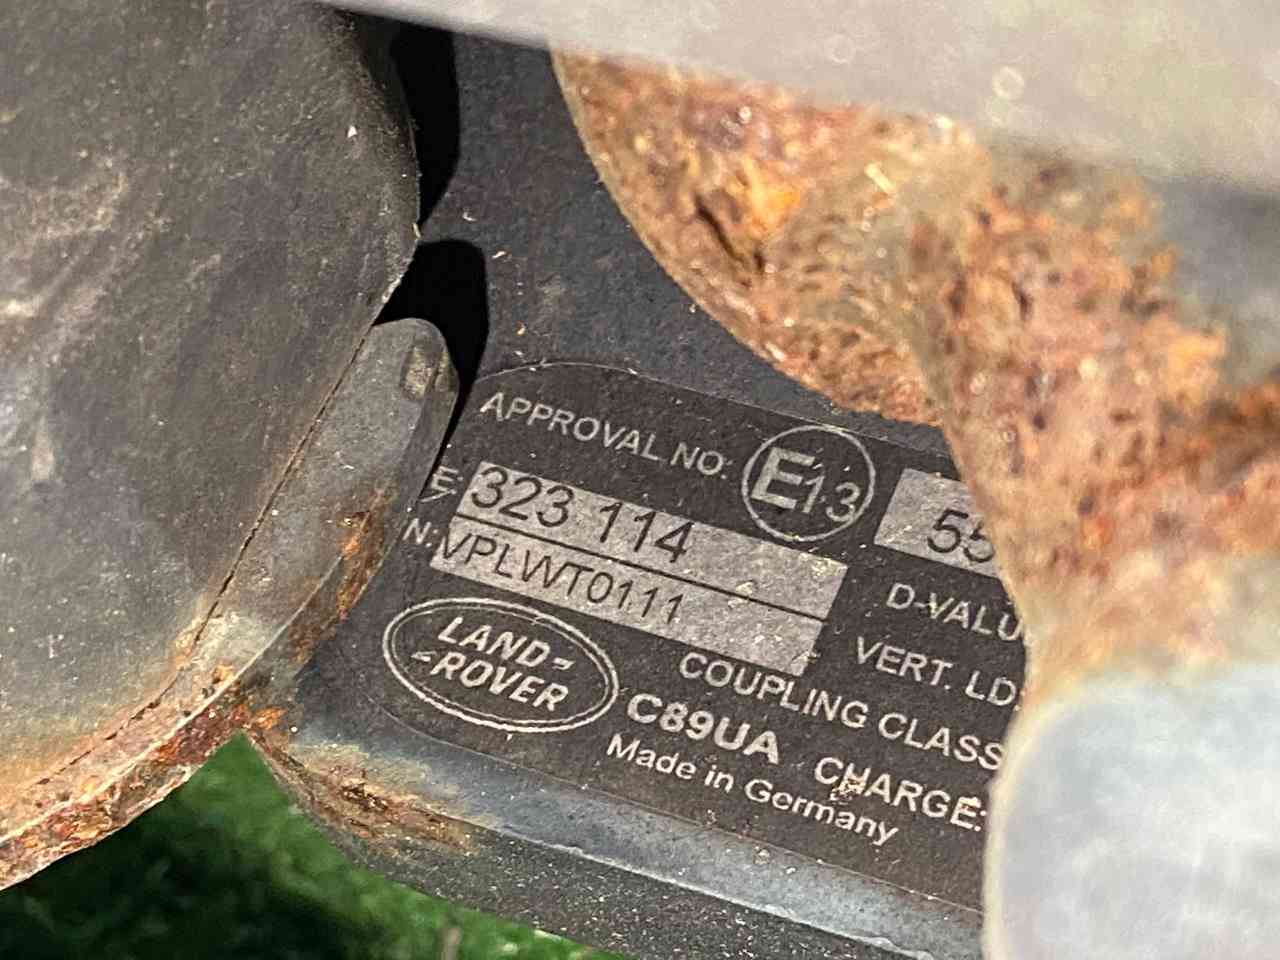 APPROVAL NO: E13 55
E: 323 114
N: VPLWT0111
D-VALU
VERT. LD:
LAND-
-ROVER
COUPLING CLASS
C89UA CHARGE:
Made in Germany